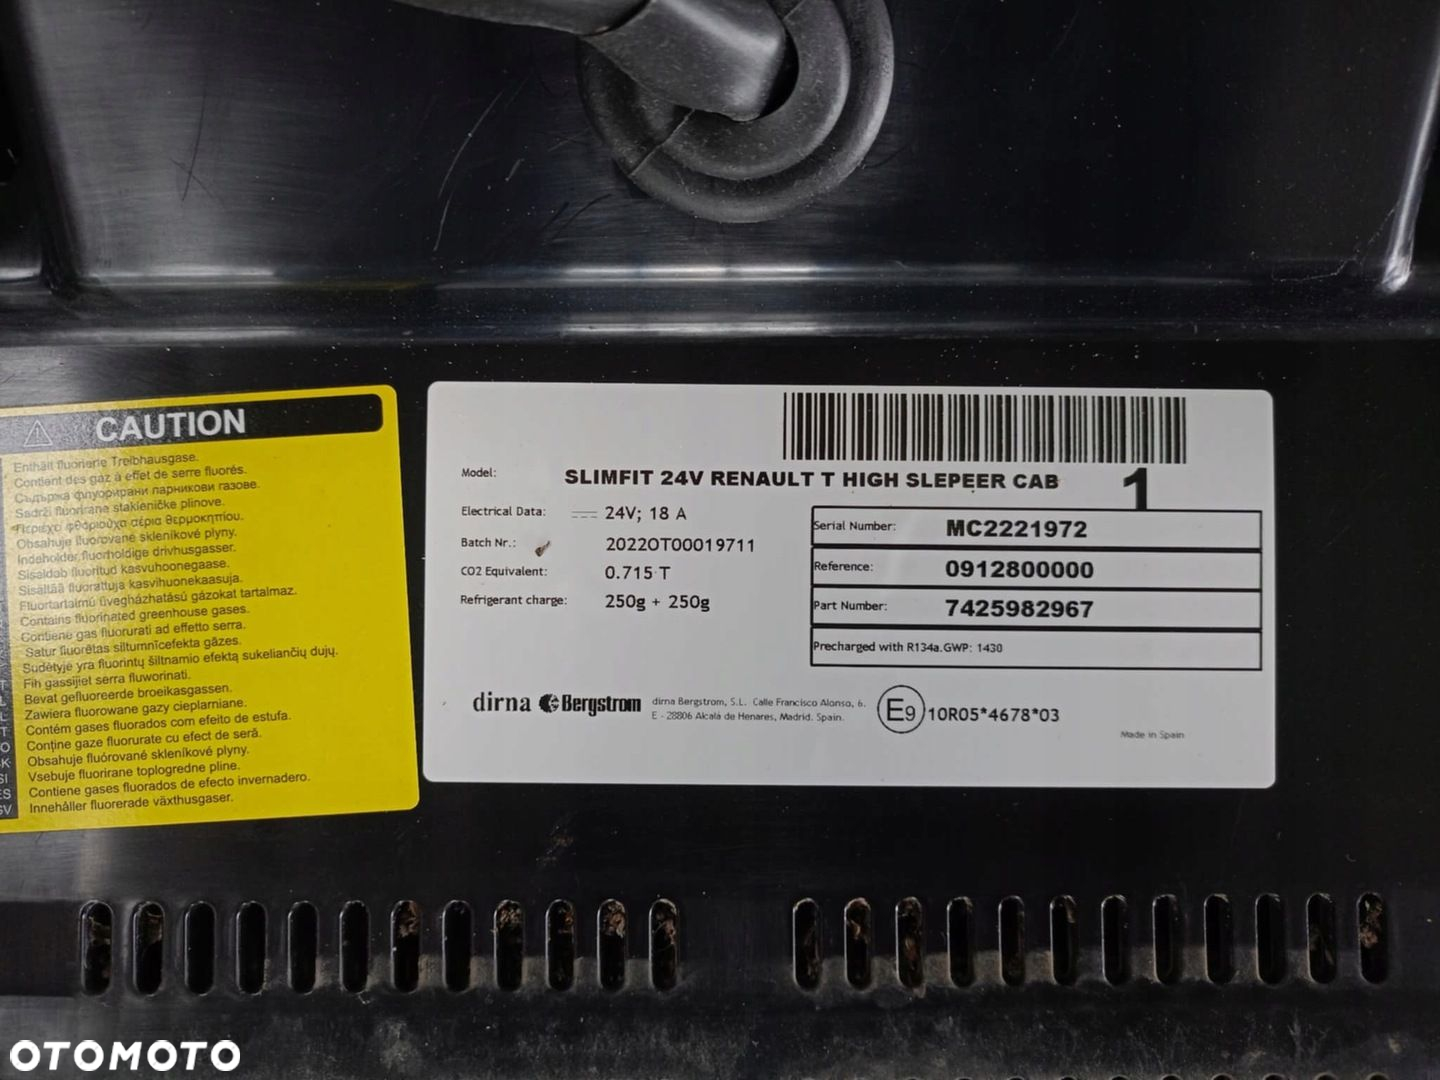 CAUTION
Enthält fluorierte Treibhausgase.
Contient des gaz à effet de serre fluorés.
Съдържа флуорирани парникови газове.
Sadrži fluorirane stakleničke plinove.
Περιέχει φθοριούχα αέρια θερμοκηπίου.
Obsahuje fluorované sklenikové plyny.
Indeholder fluorholdige drivhusgasser.
Sisaldab fluoritud kasvuhoonegaase.
Sisältää fluorattuja kasvihuonekaasuja.
Fluortartalmú üvegházhatású gázokat tartalmaz.
Contains fluorinated greenhouse gases.
Contiene gas fluorurati ad effetto serra.
Satur fluorētas siltumnīcefekta gāzes.
Sudėtyje yra fluorintų šiltnamio efektą sukeliančių dujų.
Fih gassijiet serra fluworinati.
Bevat gefluoreerde broeikasgassen.
Zawiera fluorowane gazy cieplarniane.
Contém gases fluorados com efeito de estufa.
Conține gaze fluorurate cu efect de seră.
Obsahuje fluórované skleníkové plyny.
Vsebuje fluorirane toplogredne pline.
Contiene gases fluorados de efecto invernadero.
Innehåller fluorerade växthusgaser.
Model: SLIMFIT 24V RENAULT T HIGH SLEPEER CAB 1
Electrical Data: 24V; 18 A
Batch Nr.: 2022OT00019711
CO2 Equivalent: 0.715 T
Refrigerant charge: 250g + 250g
Serial Number: MC2221972
Reference: 0912800000
Part Number: 7425982967
Precharged with R134a.GWP: 1430
dirna Bergstrom
dirna Bergstrom, S.L. Calle Francisco Alonso, 6.
E - 28806 Alcalá de Henares, Madrid. Spain.
E9 10R05*4678*03
Made in Spain
OTOMOTO